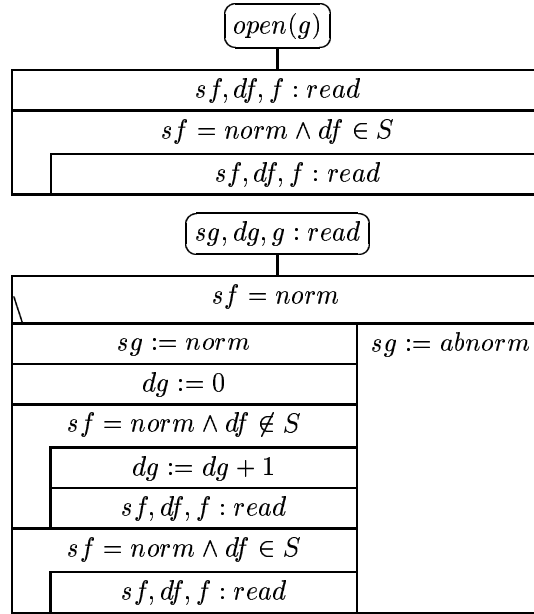 open(g)
sf, df, f : read
sf = norm ∧ df ∈ S
sf, df, f : read
sg, dg, g : read
sf = norm
sg := norm sg := abnorm
dg := 0
sf = norm ∧ df ∉ S
dg := dg + 1
sf, df, f : read
sf = norm ∧ df ∈ S
sf, df, f : read